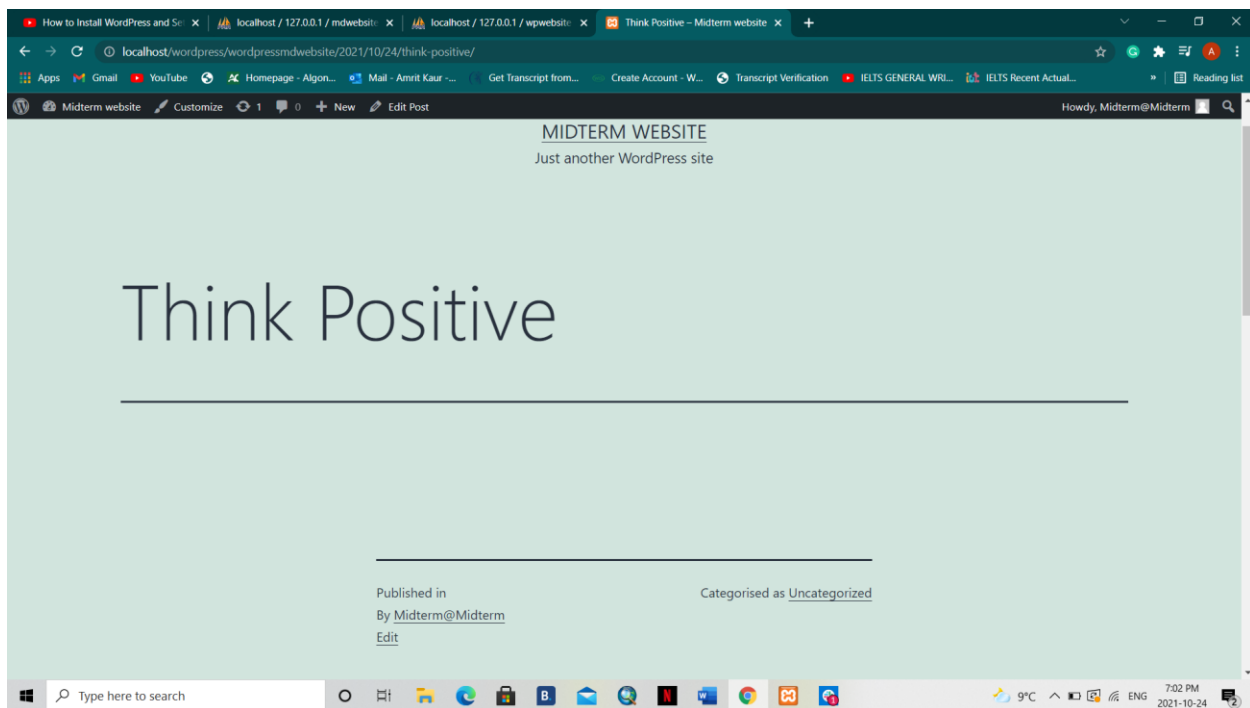 How to Install WordPress and Se
localhost / 127.0.0.1 / mdwebsite
localhost / 127.0.0.1 / wpwebsite
Think Positive – Midterm website
localhost/wordpress/wordpressmdwebsite/2021/10/24/think-positive/
A
Apps Gmail YouTube Homepage - Algon... Mail - Amrit Kaur -... Get Transcript from... Create Account - W... Transcript Verification IELTS GENERAL WRI... IELTS Recent Actual... » Reading list
Midterm website Customize 1 0 + New Edit Post Howdy, Midterm@Midterm
MIDTERM WEBSITE
Just another WordPress site
Think Positive
Published in
By Midterm@Midterm
Edit
Categorised as Uncategorized
Type here to search
9°C ENG
7:02 PM
2021-10-24
2